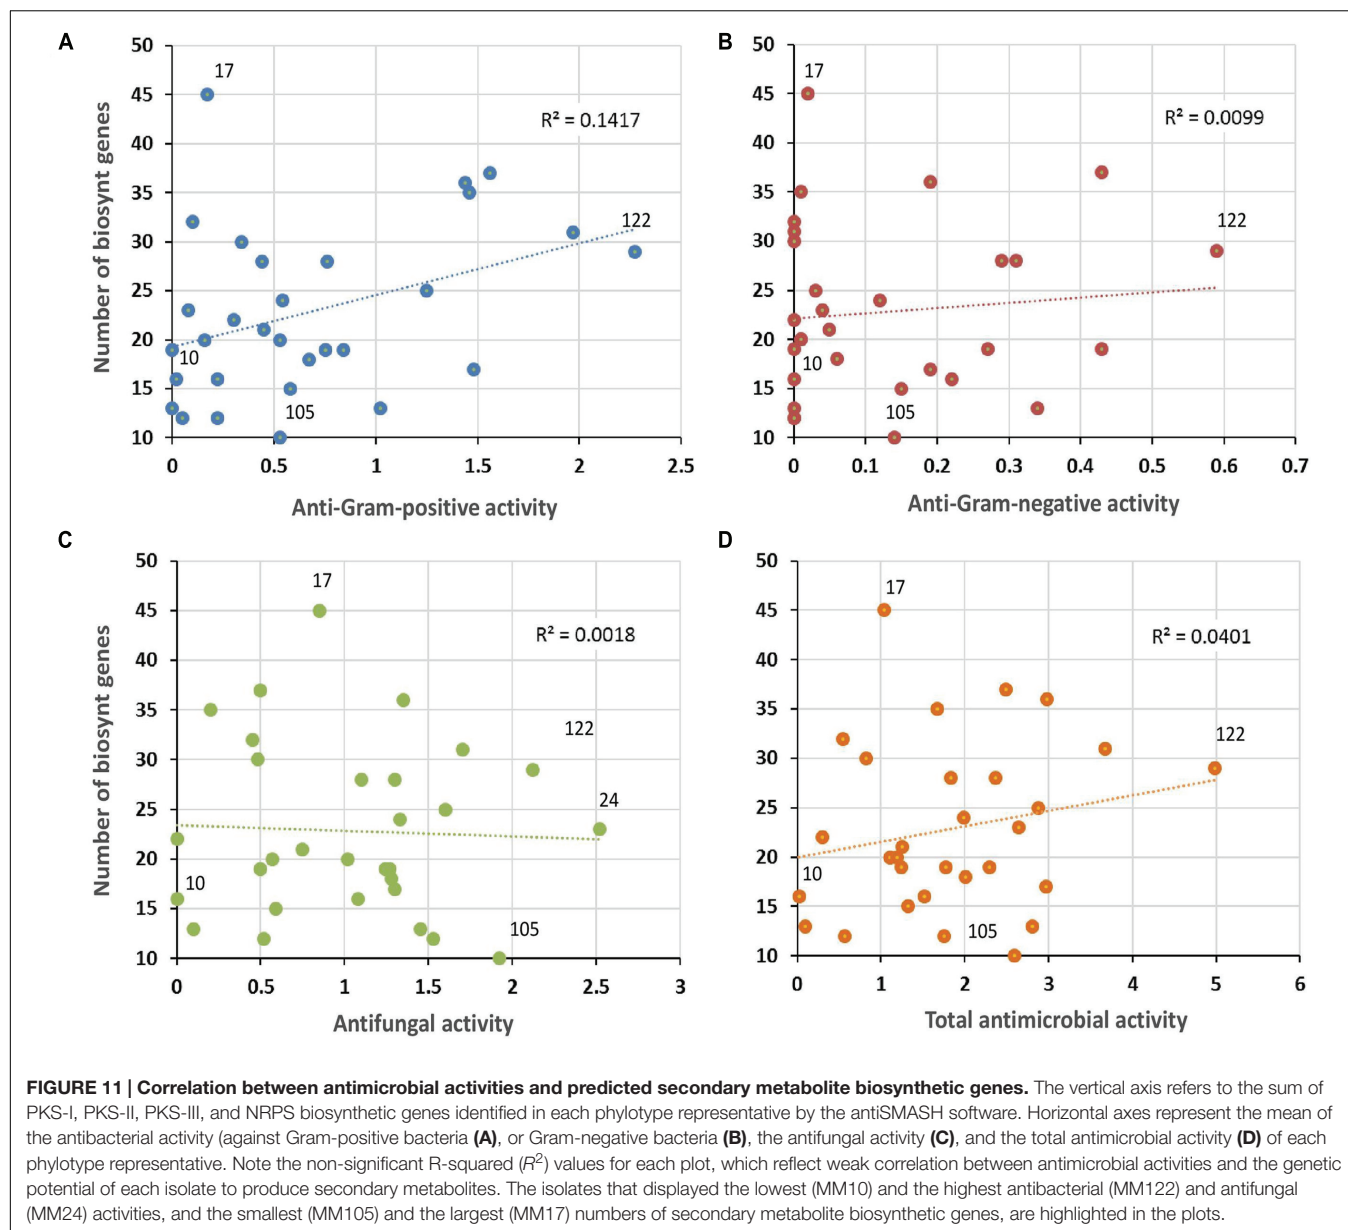 A
50
45
40
35
30
25
20
15
10
Number of biosynt genes
17
R² = 0.1417
122
10
105
0 0.5 1 1.5 2 2.5
Anti-Gram-positive activity
B
50
45
40
35
30
25
20
15
10
17
R² = 0.0099
122
10
105
0 0.1 0.2 0.3 0.4 0.5 0.6 0.7
Anti-Gram-negative activity
C
50
45
40
35
30
25
20
15
10
Number of biosynt genes
17
R² = 0.0018
122
24
10
105
0 0.5 1 1.5 2 2.5 3
Antifungal activity
D
50
45
40
35
30
25
20
15
10
17
R² = 0.0401
122
10
105
0 1 2 3 4 5 6
Total antimicrobial activity
FIGURE 11 | Correlation between antimicrobial activities and predicted secondary metabolite biosynthetic genes. The vertical axis refers to the sum of
PKS-I, PKS-II, PKS-III, and NRPS biosynthetic genes identified in each phylotype representative by the antiSMASH software. Horizontal axes represent the mean of
the antibacterial activity (against Gram-positive bacteria (A), or Gram-negative bacteria (B), the antifungal activity (C), and the total antimicrobial activity (D) of each
phylotype representative. Note the non-significant R-squared (R²) values for each plot, which reflect weak correlation between antimicrobial activities and the genetic
potential of each isolate to produce secondary metabolites. The isolates that displayed the lowest (MM10) and the highest antibacterial (MM122) and antifungal
(MM24) activities, and the smallest (MM105) and the largest (MM17) numbers of secondary metabolite biosynthetic genes, are highlighted in the plots.